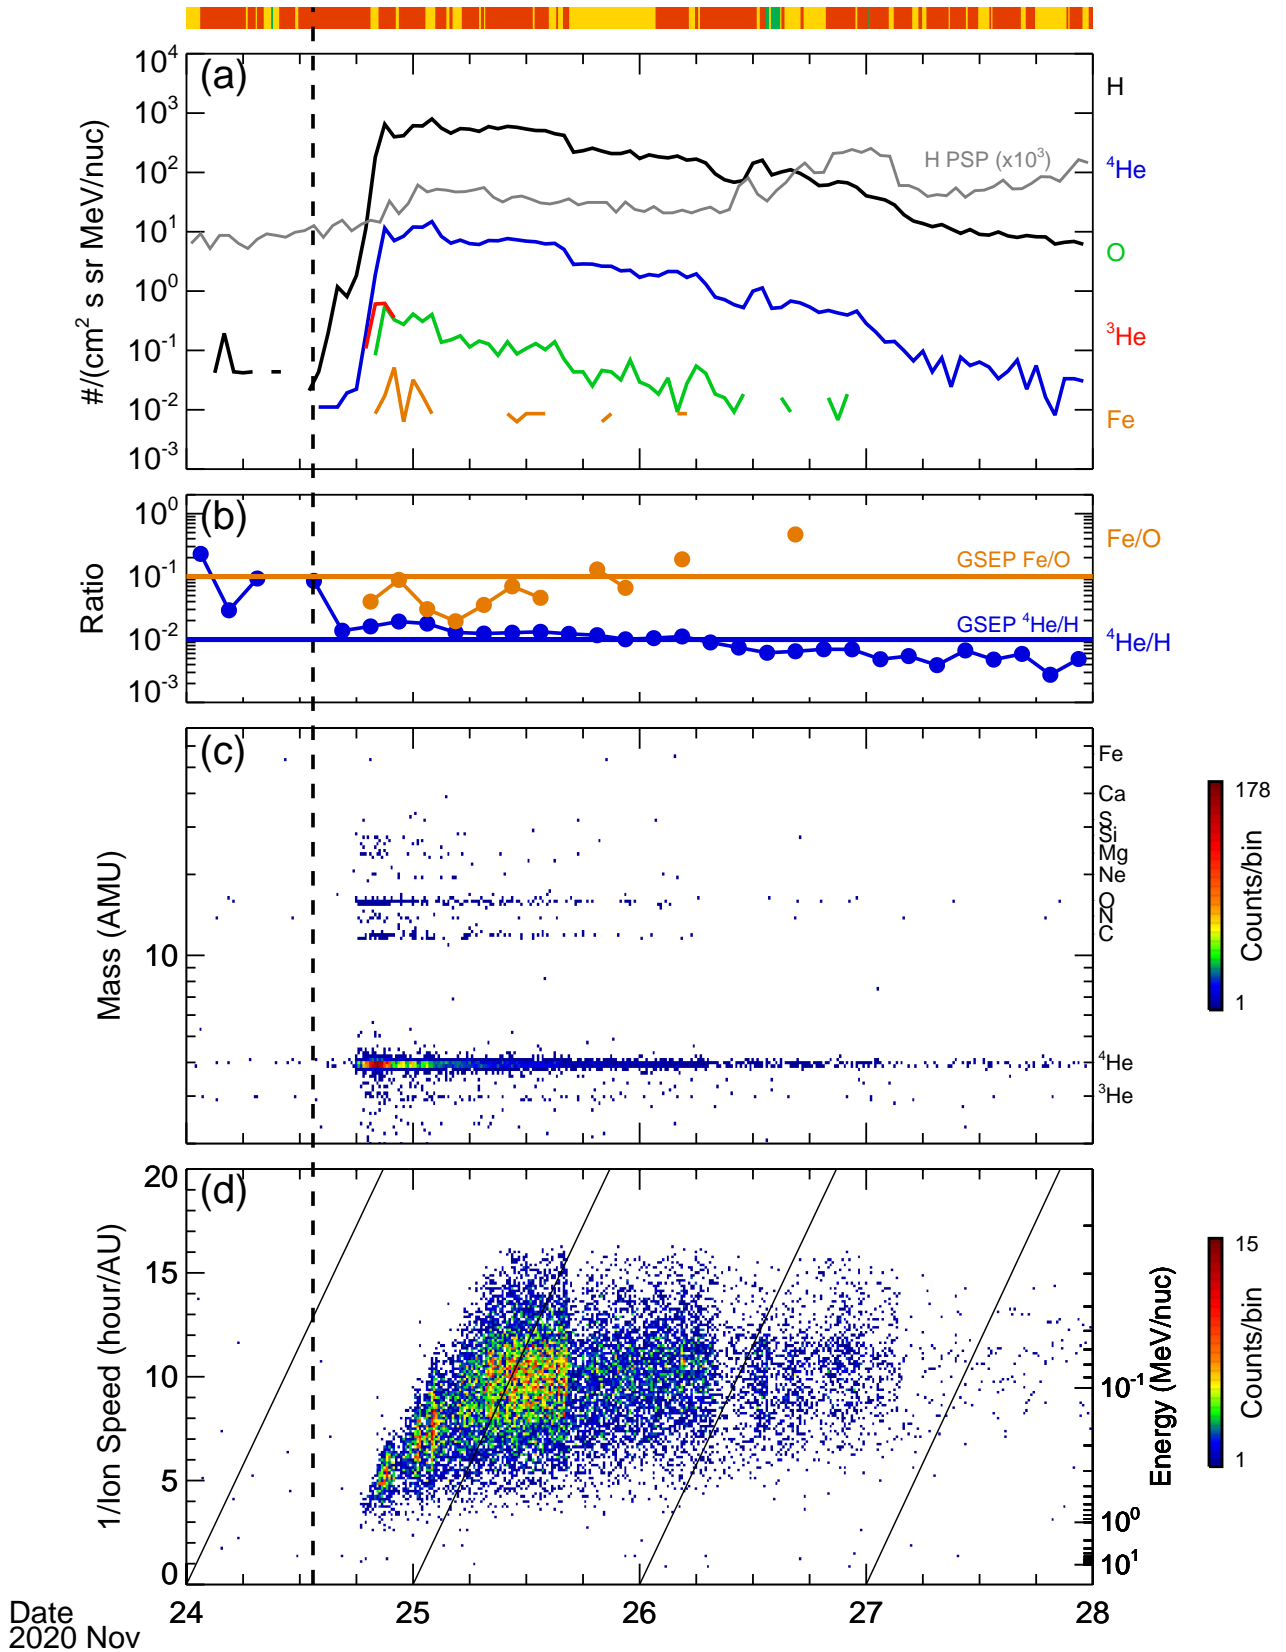 (a)
10⁴
10³
10²
10¹
10⁰
10⁻¹
10⁻²
10⁻³
#/(cm² s sr MeV/nuc)
H PSP (x10³)
H
⁴He
O
³He
Fe
(b)
10⁰
10⁻¹
10⁻²
10⁻³
Ratio
GSEP Fe/O
GSEP ⁴He/H
Fe/O
⁴He/H
(c)
10
Mass (AMU)
Fe
Ca
S
Si
Mg
Ne
O
N
C
⁴He
³He
178
1
Counts/bin
(d)
20
15
10
5
0
1/Ion Speed (hour/AU)
10⁻¹
10⁰
10¹
Energy (MeV/nuc)
15
1
Counts/bin
24 25 26 27 28
Date
2020 Nov